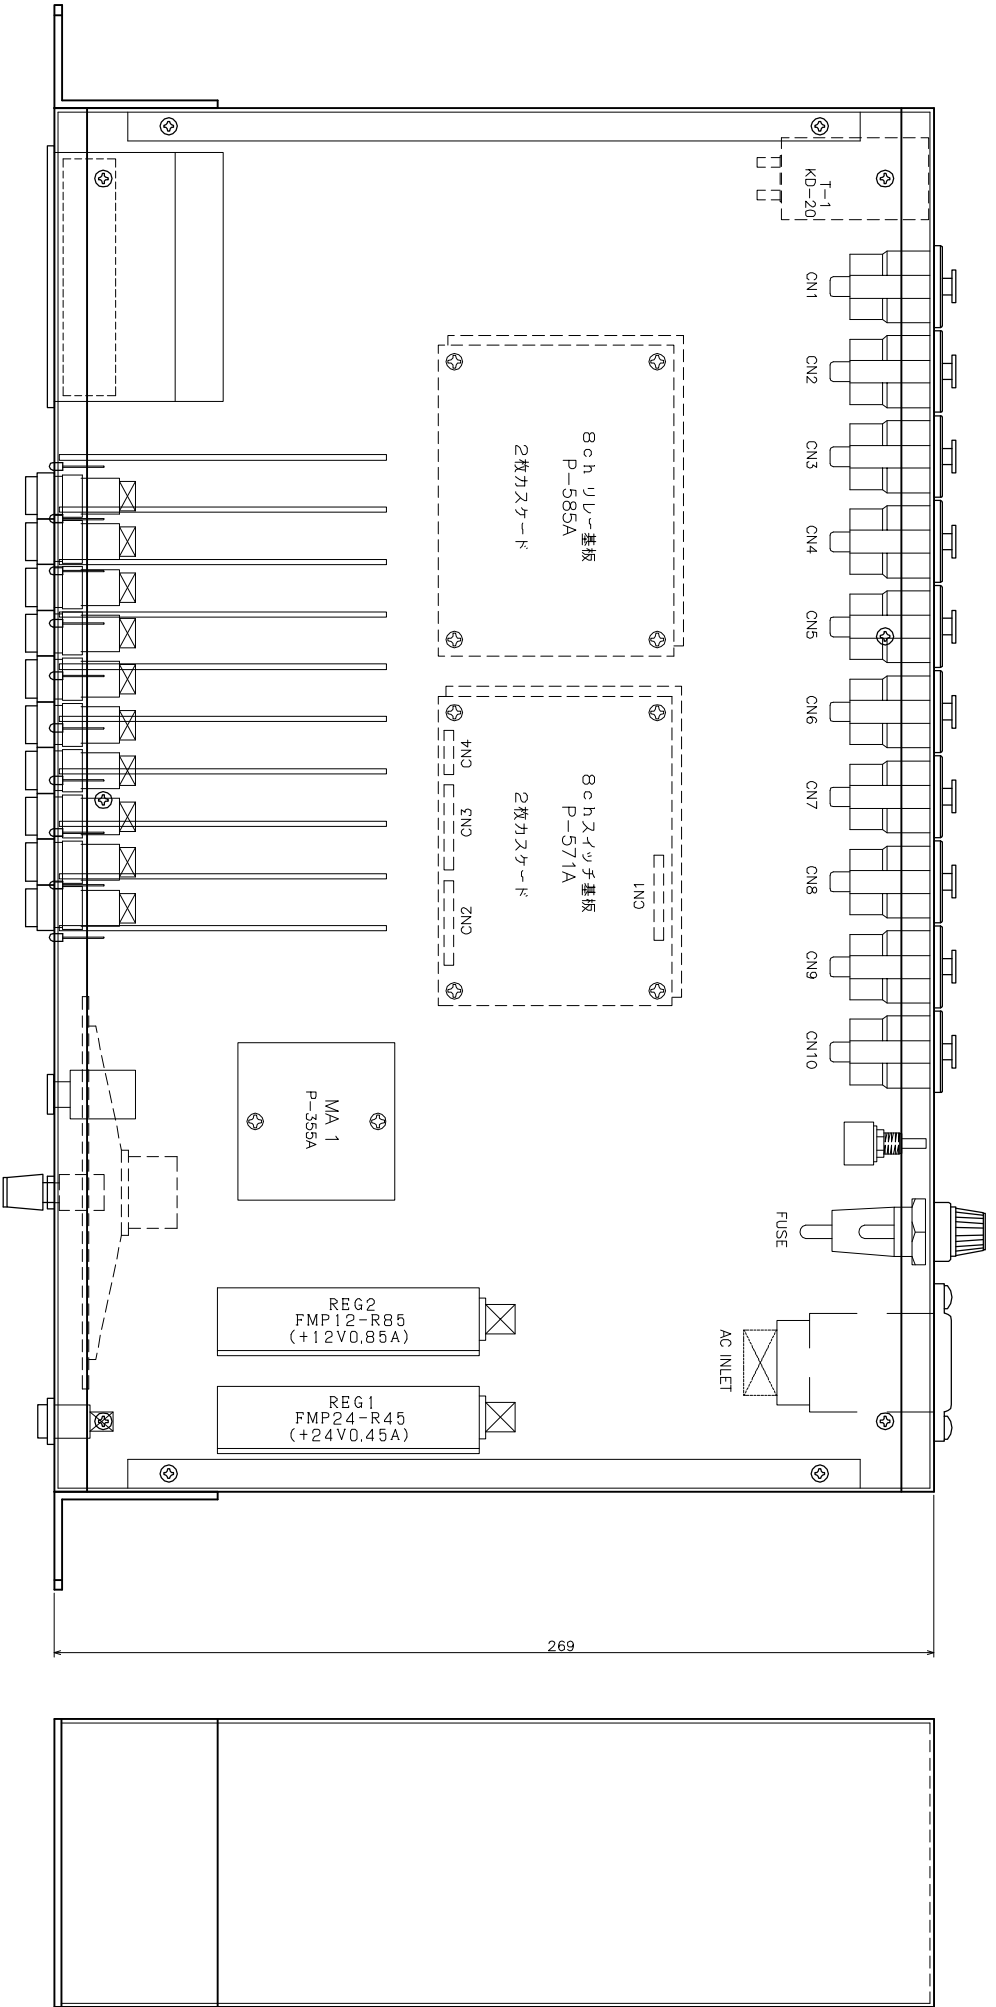 T-1
KD-20
CN1
CN2
CN3
CN4
CN5
CN6
CN7
CN8
CN9
CN10
8ch リレー基板
P-585A
2枚カスケード
8chスイッチ基板
P-571A
2枚カスケード
CN4
CN3
CN2
CN1
MA 1
P-355A
FUSE
AC INLET
REG2
FMP12-R85
(+12V0,85A)
REG1
FMP24-R45
(+24V0,45A)
269